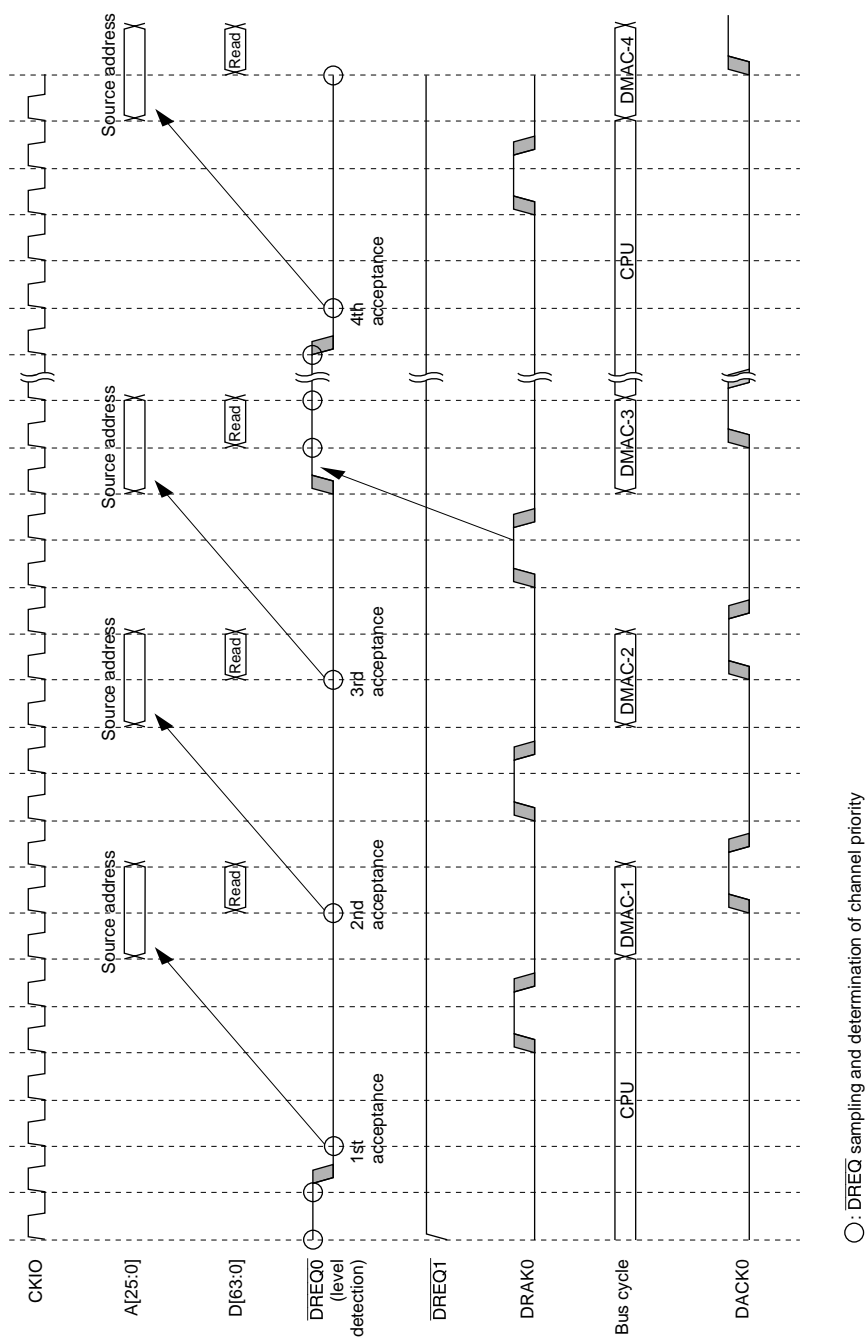 CKIO
Source address
Source address
Source address
Source address
A[25:0]
Read
Read
Read
Read
D[63:0]
DREQ0
(level
detection)
1st
acceptance
2nd
acceptance
3rd
acceptance
4th
acceptance
DREQ1
DRAK0
Bus cycle
CPU
DMAC-1
DMAC-2
DMAC-3
CPU
DMAC-4
DACK0
: DREQ sampling and determination of channel priority